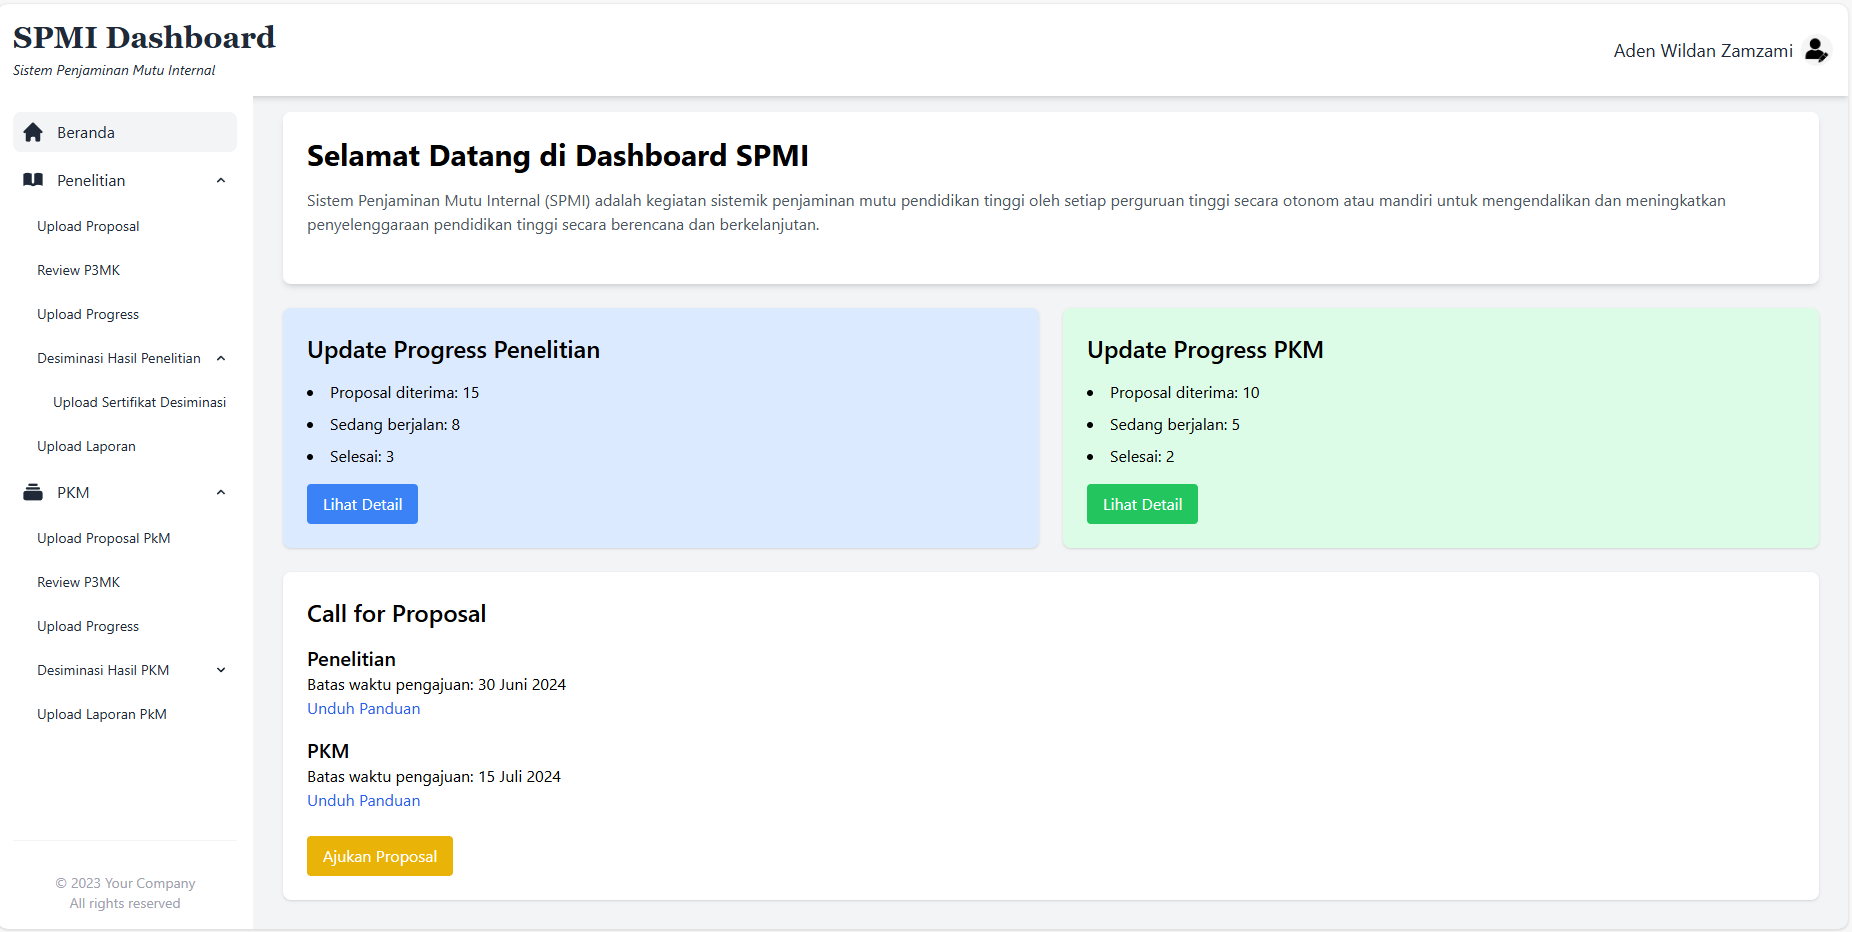 SPMI Dashboard
Sistem Penjaminan Mutu Internal
Aden Wildan Zamzami
Beranda
Penelitian
Upload Proposal
Review P3MK
Upload Progress
Desiminasi Hasil Penelitian
Upload Sertifikat Desiminasi
Upload Laporan
PKM
Upload Proposal PkM
Review P3MK
Upload Progress
Desiminasi Hasil PKM
Upload Laporan PkM
© 2023 Your Company
All rights reserved
Selamat Datang di Dashboard SPMI
Sistem Penjaminan Mutu Internal (SPMI) adalah kegiatan sistemik penjaminan mutu pendidikan tinggi oleh setiap perguruan tinggi secara otonom atau mandiri untuk mengendalikan dan meningkatkan
penyelenggaraan pendidikan tinggi secara berencana dan berkelanjutan.
Update Progress Penelitian
• Proposal diterima: 15
• Sedang berjalan: 8
• Selesai: 3
Lihat Detail
Update Progress PKM
• Proposal diterima: 10
• Sedang berjalan: 5
• Selesai: 2
Lihat Detail
Call for Proposal
Penelitian
Batas waktu pengajuan: 30 Juni 2024
Unduh Panduan
PKM
Batas waktu pengajuan: 15 Juli 2024
Unduh Panduan
Ajukan Proposal